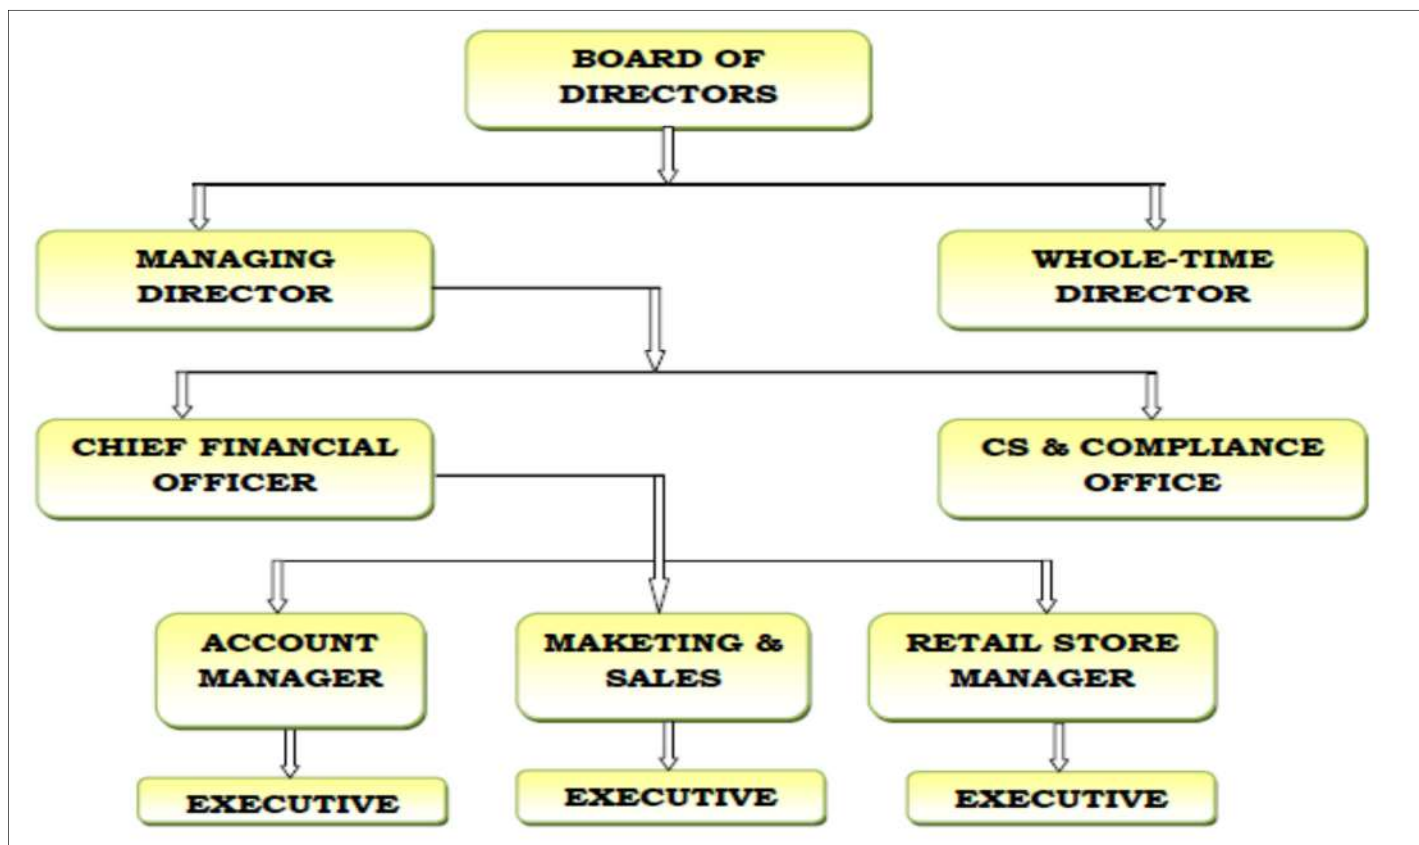 BOARD OF
DIRECTORS
MANAGING
DIRECTOR
WHOLE-TIME
DIRECTOR
CHIEF FINANCIAL
OFFICER
CS & COMPLIANCE
OFFICE
ACCOUNT
MANAGER
MAKETING &
SALES
RETAIL STORE
MANAGER
EXECUTIVE
EXECUTIVE
EXECUTIVE